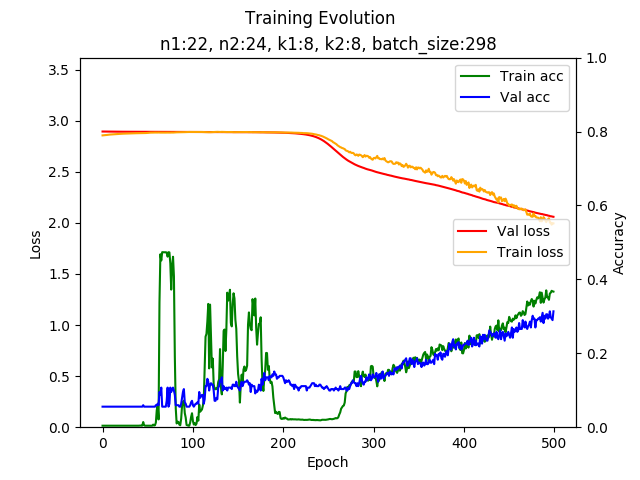 Training Evolution
n1:22, n2:24, k1:8, k2:8, batch_size:298
3.5
3.0
2.5
2.0
1.5
1.0
0.5
0.0
Loss
1.0
0.8
0.6
0.4
0.2
0.0
Accuracy
Train acc
Val acc
Val loss
Train loss
0
100
200
300
400
500
Epoch